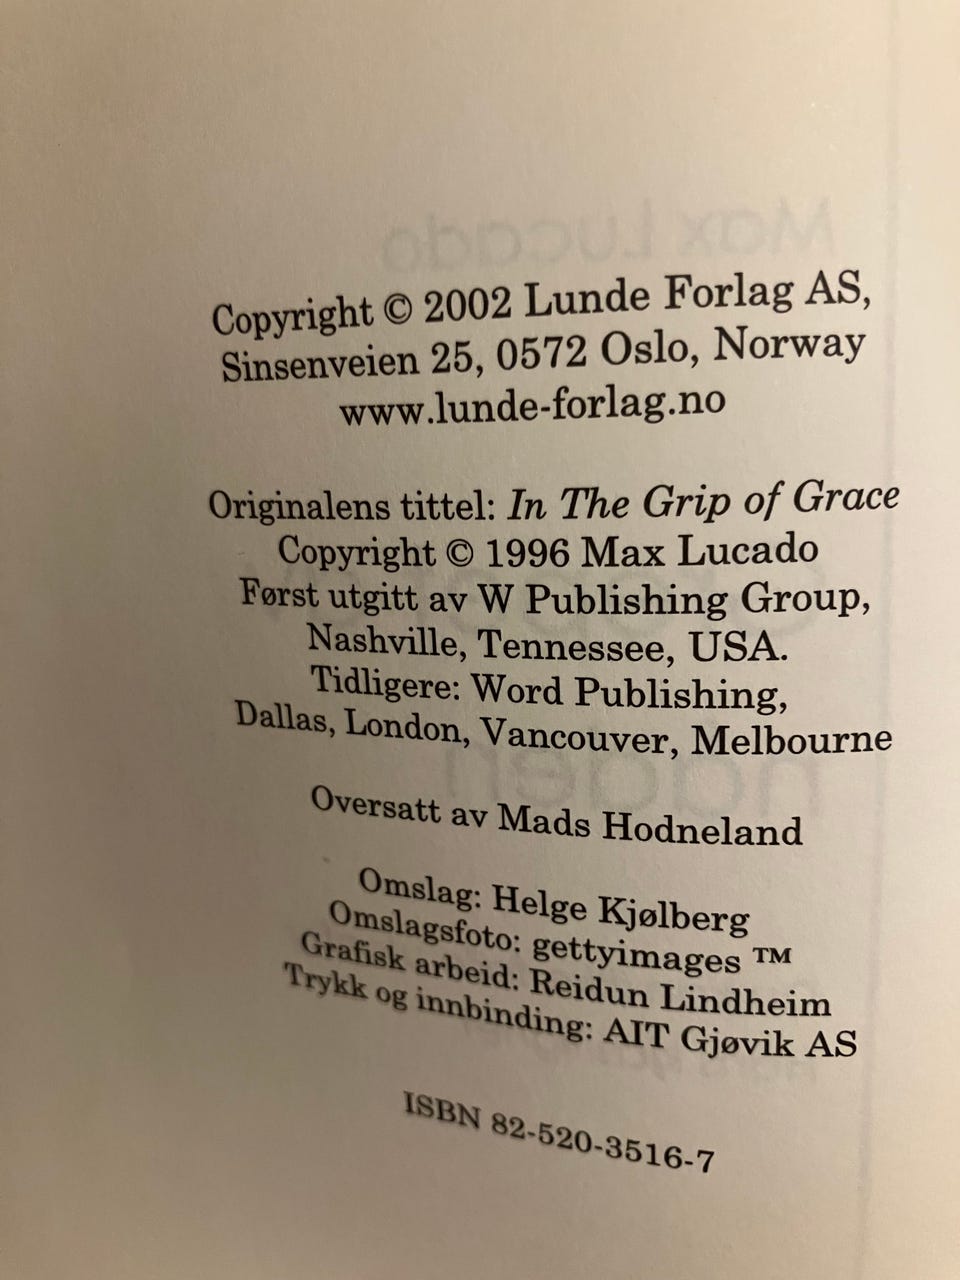 Copyright © 2002 Lunde Forlag AS,
Sinsenveien 25, 0572 Oslo, Norway
www.lunde-forlag.no
Originalens tittel: In The Grip of Grace
Copyright © 1996 Max Lucado
Først utgitt av W Publishing Group,
Nashville, Tennessee, USA.
Tidligere: Word Publishing,
Dallas, London, Vancouver, Melbourne
Oversatt av Mads Hodneland
Omslag: Helge Kjølberg
Omslagsfoto: gettyimages ™
Grafisk arbeid: Reidun Lindheim
Trykk og innbinding: AIT Gjøvik AS
ISBN 82-520-3516-7